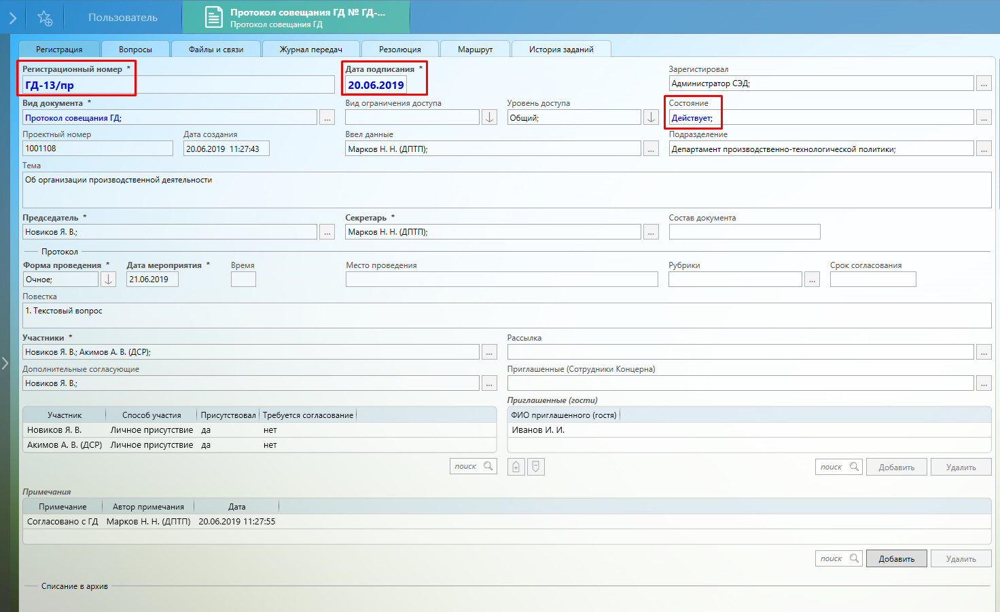 Пользователь
Протокол совещания ГД № ГД-...
Протокол совещания ГД
Регистрация Вопросы Файлы и связи Журнал передач Резолюция Маршрут История заданий
Регистрационный номер * Дата подписания * Зарегистрировал
ГД-13/пр 20.06.2019 Администратор СЭД; ...
Вид документа * Вид ограничения доступа Уровень доступа Состояние
Протокол совещания ГД; ... Общий; Действует; ...
Проектный номер Дата создания Ввел данные Подразделение
1001108 20.06.2019 11:27:43 Марков Н. Н. (ДПТП); ... Департамент производственно-технологической политики; ...
Тема
Об организации производственной деятельности
Председатель * Секретарь * Состав документа
Новиков Я. В.; ... Марков Н. Н. (ДПТП); ...
Протокол
Форма проведения * Дата мероприятия * Время Место проведения Рубрики Срок согласования
Очное; 21.06.2019 ...
Повестка
1. Текстовый вопрос
Участники * Рассылка
Новиков Я. В.; Акимов А. В. (ДСР); ... ...
Дополнительные согласующие Приглашенные (Сотрудники Концерна)
Новиков Я. В.; ... ...
Приглашенные (гости)
Участник Способ участия Присутствовал Требуется согласование ФИО приглашенного (гостя)
Новиков Я. В. Личное присутствие да нет Иванов И. И.
Акимов А. В. (ДСР) Личное присутствие да нет
поиск поиск Добавить Удалить
Примечания
Примечание Автор примечания Дата
Согласовано с ГД Марков Н. Н. (ДПТП) 20.06.2019 11:27:55
поиск Добавить Удалить
Списание в архив